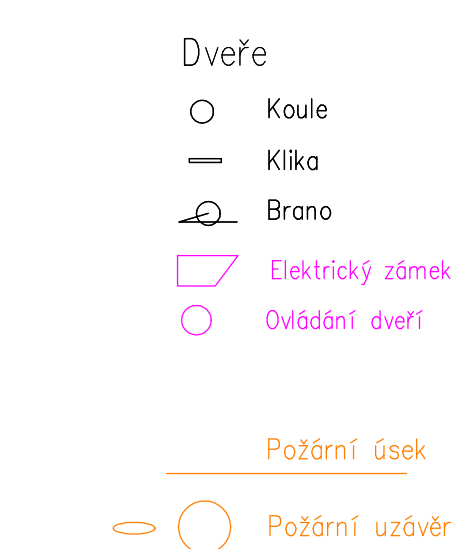 Dveře
Koule
Klika
Brano
Elektrický zámek
Ovládání dveří
Požární úsek
Požární uzávěr